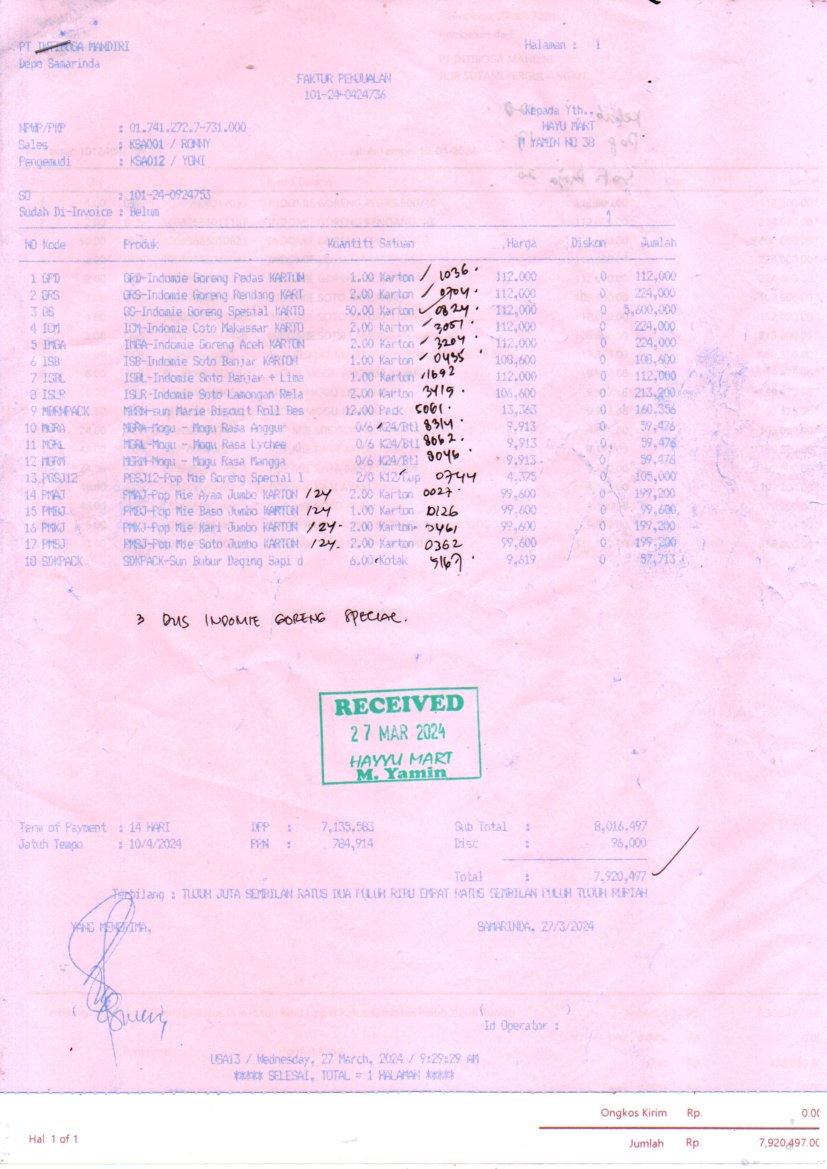 PT INTIBOSA MANDIRI
Halaman : 1
Depo Samarinda
FAKTUR PENJUALAN
101-24-0424736
Kepada Yth.,
NPWP/PKP : 01.741.272.7-731.000
HAYU MART
Sales : KSA001 / RONNY
M YAMIN NO 38
Pengemudi : KSA012 / YONI
SO : 101-24-0924753
Sudah Di-Invoice : Belum
NO Kode Produk Kuantiti Satuan Harga Diskon Jumlah
1 GPD GPD-Indomie Goreng Pedas KARTUN 1.00 Karton 1036 112,000 0 112,000
2 GRS GRS-Indomie Goreng Rendang KART 2.00 Karton 0704 112,000 0 224,000
3 GS GS-Indomie Goreng Spesial KARTO 50.00 Karton 0824 112,000 0 5,600,000
4 ICM ICM-Indomie Coto Makassar KARTO 2.00 Karton 3051 112,000 0 224,000
5 IMGA IMGA-Indomie Goreng Aceh KARTON 2.00 Karton 3204 112,000 0 224,000
6 ISB ISB-Indomie Soto Banjar KARTON 1.00 Karton 0435 108,600 0 108,600
7 ISBL ISBL-Indomie Soto Banjar + Lima 1.00 Karton 1692 112,000 0 112,000
8 ISLR ISLR-Indomie Soto Lamongan Rela 2.00 Karton 3419 106,600 0 213,200
9 MRRNPACK MRRN-sun Marie Biscuit Roll Bes 12.00 Pack 5061 13,363 0 160,356
10 MGRA MGRA-Mogu - Mogu Rasa Anggur 0/6 K24/Btl 8314 9,913 0 59,476
11 MGRL MGRL-Mogu - Mogu Rasa Lychee 0/6 K24/Btl 8062 9,913 0 59,476
12 MGRM MGRM-Mogu - Mogu Rasa Mangga 0/6 K24/Btl 8046 9,913 0 59,476
13 PGSJ12 PGSJ12-Pop Mie Goreng Special I 2/0 K12/Cup 0744 4,375 0 105,000
14 PMAJ PMAJ-Pop Mie Ayam Jumbo KARTON /24 2.00 Karton 0027 99,600 0 199,200
15 PMBJ PMBJ-Pop Mie Baso Jumbo KARTON /24 1.00 Karton 0126 99,600 0 99,600
16 PMKJ PMKJ-Pop Mie Kari Jumbo KARTON /24 2.00 Karton 0461 99,600 0 199,200
17 PMSJ PMSJ-Pop Mie Soto Jumbo KARTON /24 2.00 Karton 0362 99,600 0 199,200
18 SDKPACK SDKPACK-Sun Bubur Daging Sapi d 6.00 Kotak 5167 9,619 0 57,713
3 DUS INDOMIE GORENG SPECIAL.
RECEIVED
27 MAR 2024
HAYYU MART
M. Yamin
Term of Payment : 14 HARI DPP : 7,135,583 Sub Total : 8,016,497
Jatuh Tempo : 10/4/2024 PPN : 784,914 Disc : 96,000
Total : 7,920,497
Terbilang : TUJUH JUTA SEMBILAN RATUS DUA PULUH RIBU EMPAT RATUS SEMBILAN PULUH TUJUH RUPIAH
YANG MENERIMA,
SAMARINDA, 27/3/2024
( )
Id Operator :
USA13 / Wednesday, 27 March, 2024 / 9:29:29 AM
***** SELESAI, TOTAL = 1 HALAMAN *****
Ongkos Kirim Rp. 0.00
Hal. 1 of 1
Jumlah Rp. 7,920,497.00